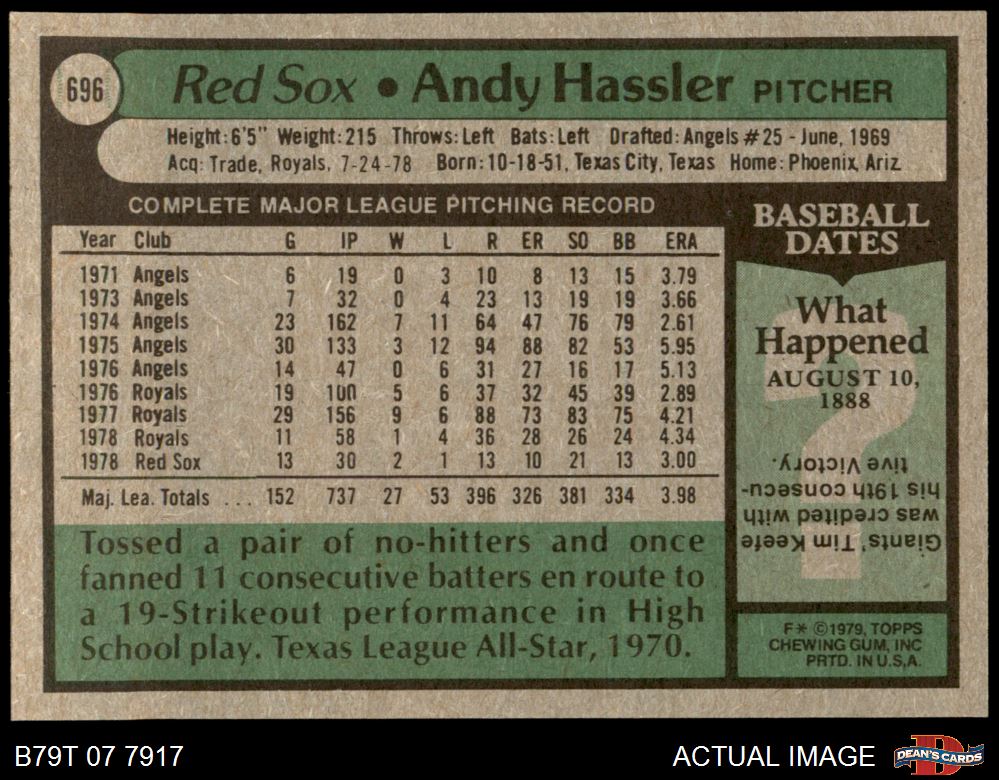 696
Red Sox • Andy Hassler PITCHER
Height: 6'5" Weight: 215 Throws: Left Bats: Left Drafted: Angels #25 - June, 1969
Acq: Trade, Royals, 7-24-78 Born: 10-18-51, Texas City, Texas Home: Phoenix, Ariz.
COMPLETE MAJOR LEAGUE PITCHING RECORD
Year Club G IP W L R ER SO BB ERA
1971 Angels 6 19 0 3 10 8 13 15 3.79
1973 Angels 7 32 0 4 23 13 19 19 3.66
1974 Angels 23 162 7 11 64 47 76 79 2.61
1975 Angels 30 133 3 12 94 88 82 53 5.95
1976 Angels 14 47 0 6 31 27 16 17 5.13
1976 Royals 19 100 5 6 37 32 45 39 2.89
1977 Royals 29 156 9 6 88 73 83 75 4.21
1978 Royals 11 58 1 4 36 28 26 24 4.34
1978 Red Sox 13 30 2 1 13 10 21 13 3.00
Maj. Lea. Totals ... 152 737 27 53 396 326 381 334 3.98
Tossed a pair of no-hitters and once
fanned 11 consecutive batters en route to
a 19-Strikeout performance in High
School play. Texas League All-Star, 1970.
BASEBALL
DATES
What
Happened
AUGUST 10,
1888
Giants' Tim Keefe
was credited with
his 19th consecu-
tive Victory.
F* ©1979, TOPPS
CHEWING GUM, INC
PRTD. IN U.S.A.
B79T 07 7917
ACTUAL IMAGE
DEAN'S CARDS